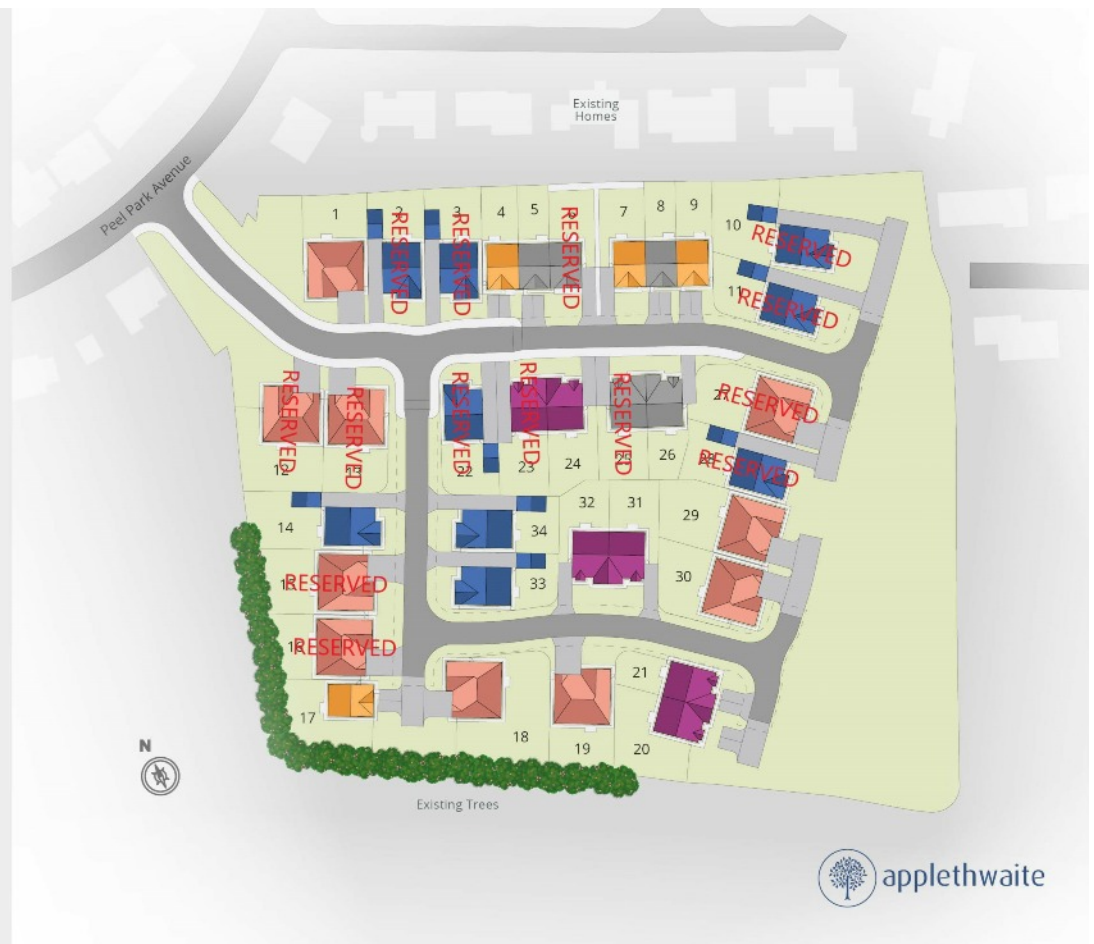 Existing
Homes
Peel Park Avenue
1
2
RESERVED
3
RESERVED
4
5
6
RESERVED
7
8
9
10
RESERVED
11
RESERVED
12
RESERVED
13
RESERVED
22
RESERVED
23
RESERVED
24
25
RESERVED
26
27
RESERVED
28
RESERVED
14
34
32
31
29
15
RESERVED
33
30
16
RESERVED
17
18
19
21
20
N
Existing Trees
applethwaite